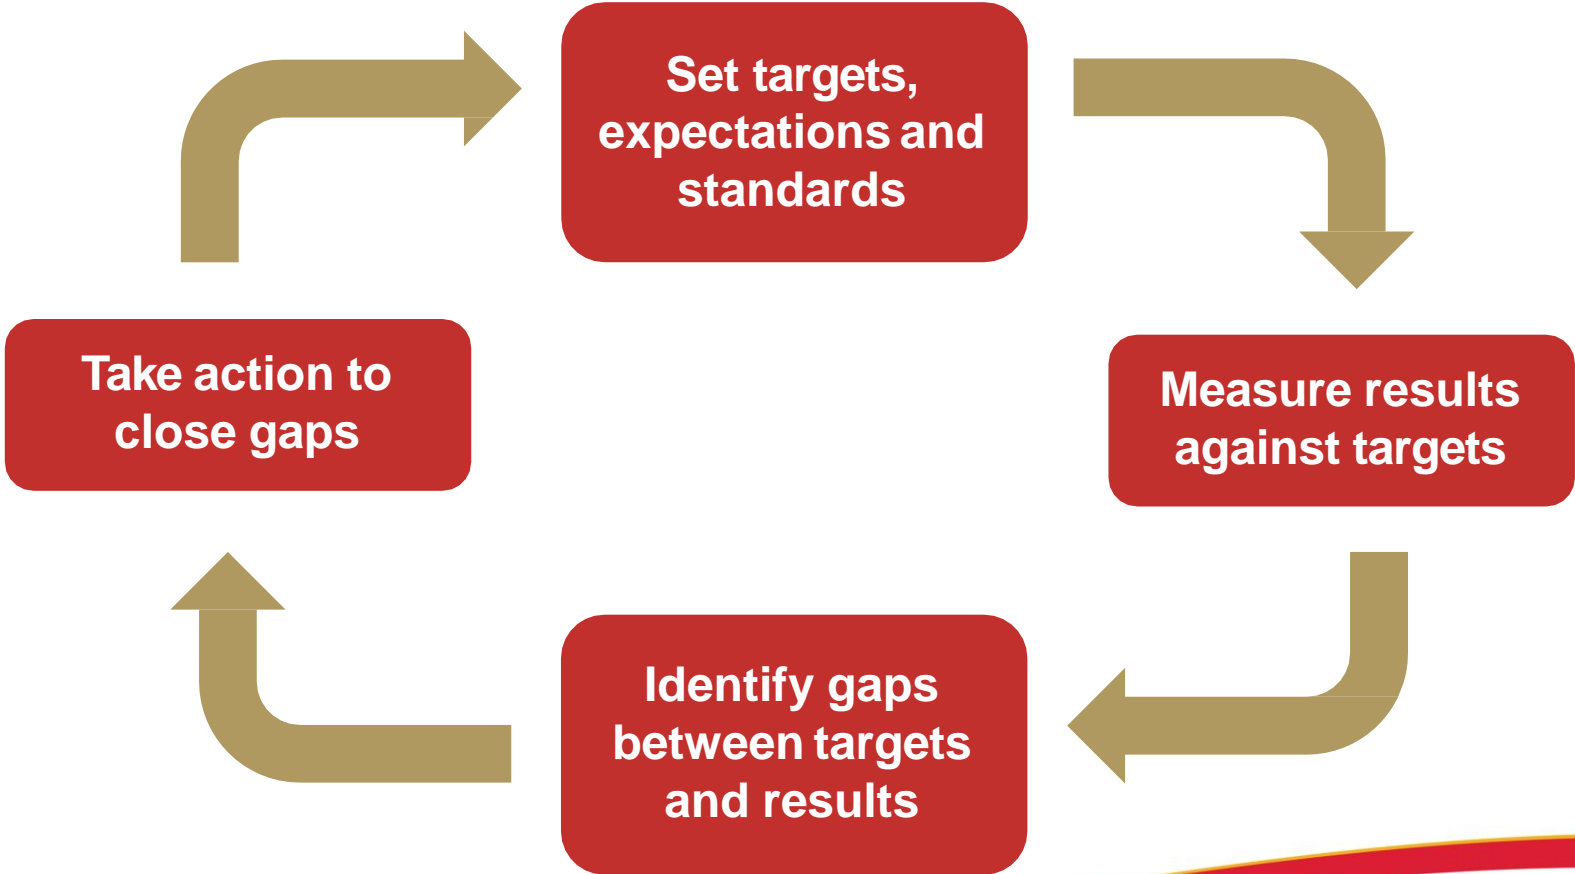 Set targets,
expectations and
standards
Measure results
against targets
Identify gaps
between targets
and results
Take action to
close gaps